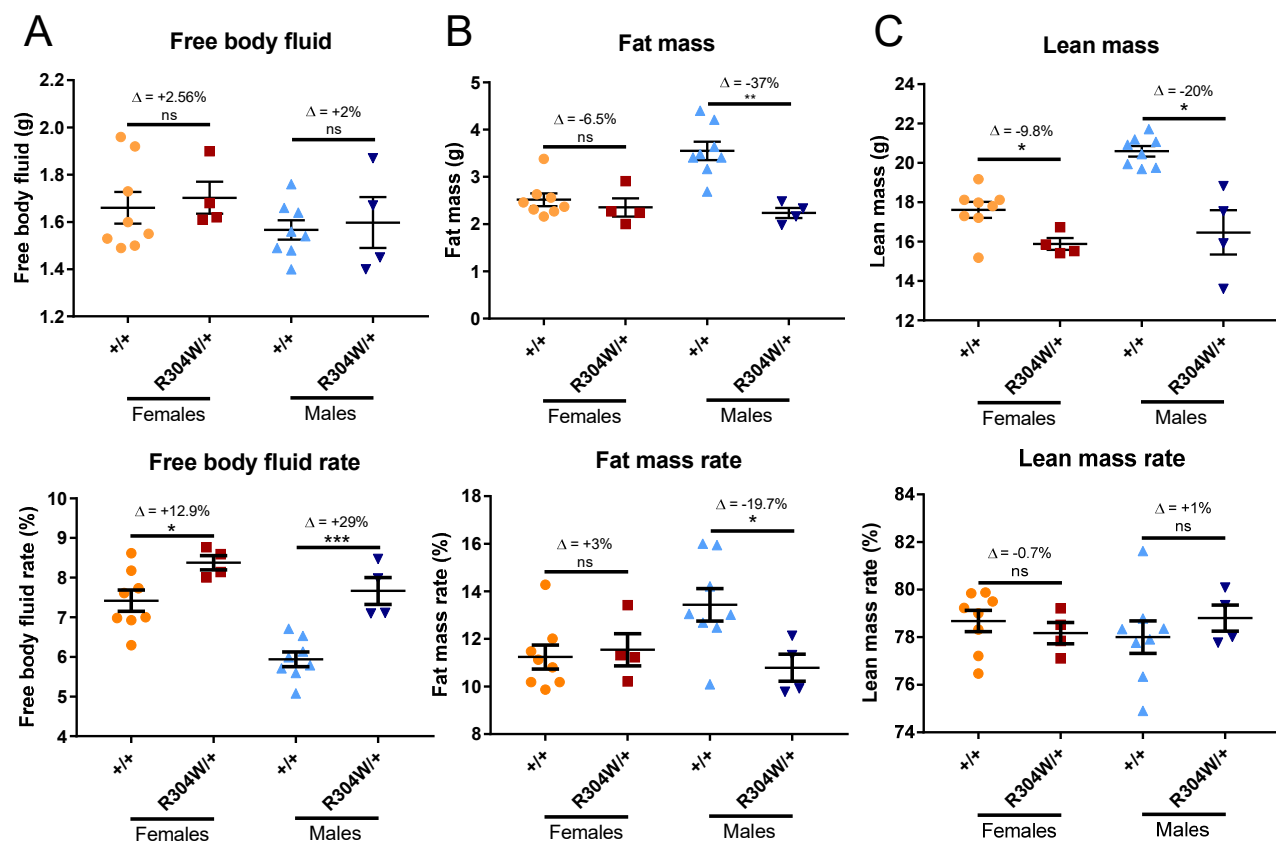 A
Free body fluid
Free body fluid (g)
2.2
2.0
1.8
1.6
1.4
1.2
Δ = +2.56%
ns
Δ = +2%
ns
+/+
R304W/+
+/+
R304W/+
Females
Males
B
Fat mass
Fat mass (g)
5
4
3
2
1
0
Δ = -6.5%
ns
Δ = -37%
**
+/+
R304W/+
+/+
R304W/+
Females
Males
C
Lean mass
Lean mass (g)
24
22
20
18
16
14
12
Δ = -9.8%
*
Δ = -20%
*
+/+
R304W/+
+/+
R304W/+
Females
Males
Free body fluid rate
Free body fluid rate (%)
10
9
8
7
6
5
4
Δ = +12.9%
*
Δ = +29%
***
+/+
R304W/+
+/+
R304W/+
Females
Males
Fat mass rate
Fat mass rate (%)
18
16
14
12
10
8
Δ = +3%
ns
Δ = -19.7%
*
+/+
R304W/+
+/+
R304W/+
Females
Males
Lean mass rate
Lean mass rate (%)
84
82
80
78
76
74
Δ = -0.7%
ns
Δ = +1%
ns
+/+
R304W/+
+/+
R304W/+
Females
Males